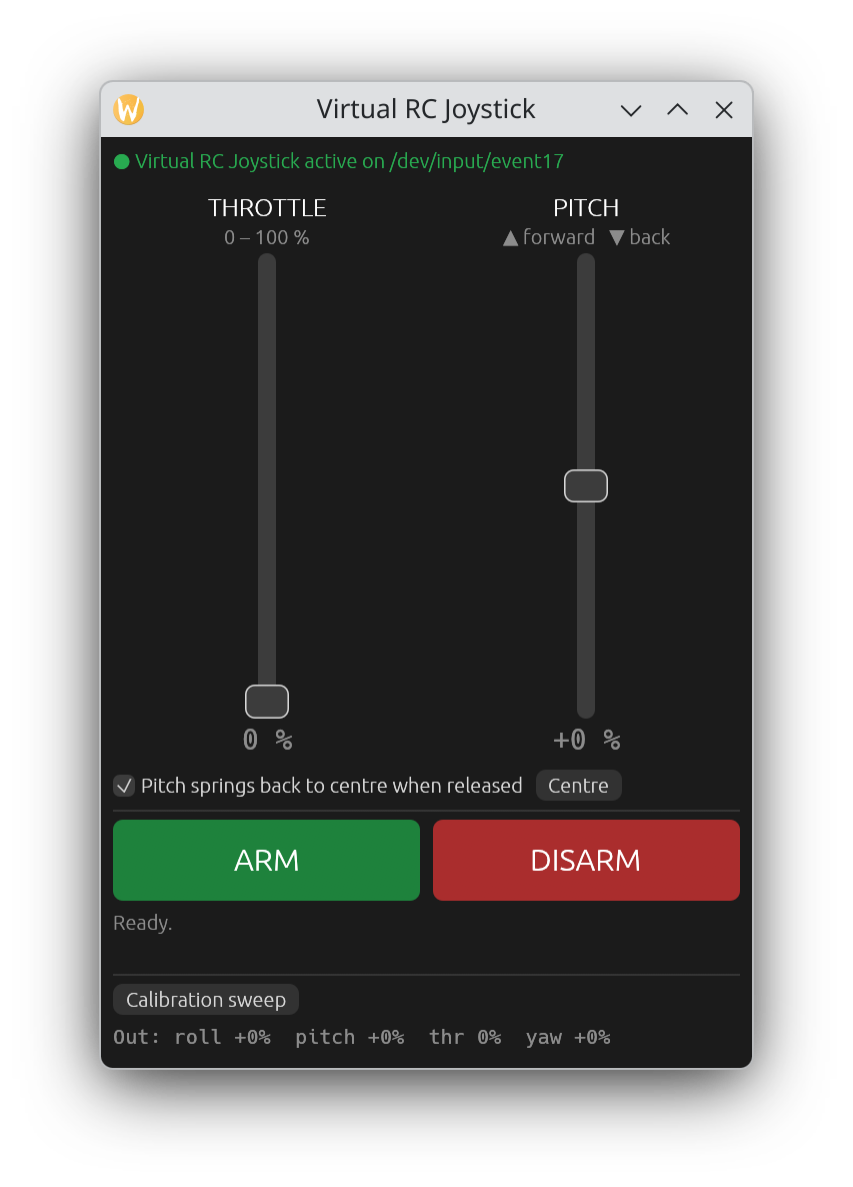 Virtual RC Joystick
Virtual RC Joystick active on /dev/input/event17
THROTTLE
0 – 100 %
PITCH
▲ forward ▼ back
0 %
+0 %
Pitch springs back to centre when released
Centre
ARM
DISARM
Ready.
Calibration sweep
Out: roll +0% pitch +0% thr 0% yaw +0%